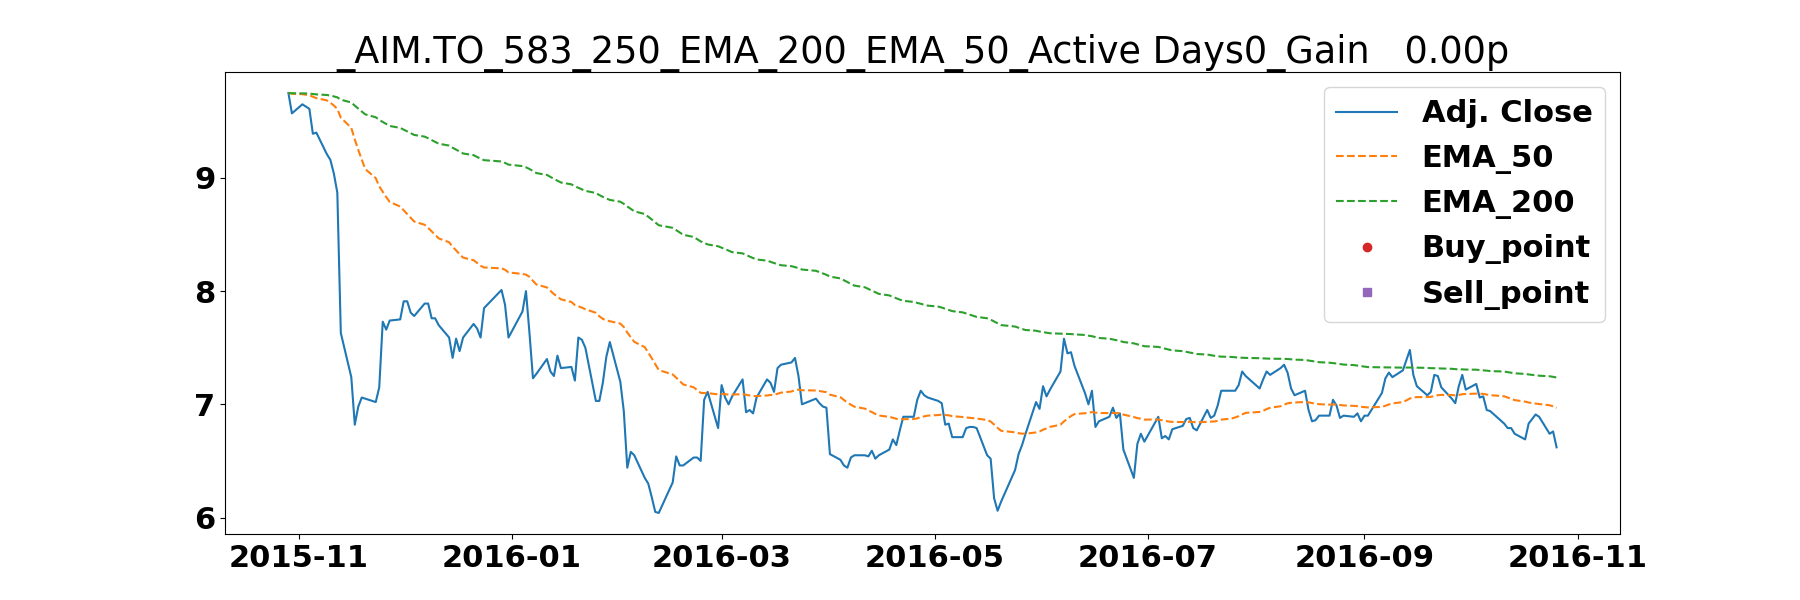 _AIM.TO_583_250_EMA_200_EMA_50_Active Days0_Gain   0.00p
Adj. Close
EMA_50
EMA_200
Buy_point
Sell_point
9
8
7
6
2015-11 2016-01 2016-03 2016-05 2016-07 2016-09 2016-11